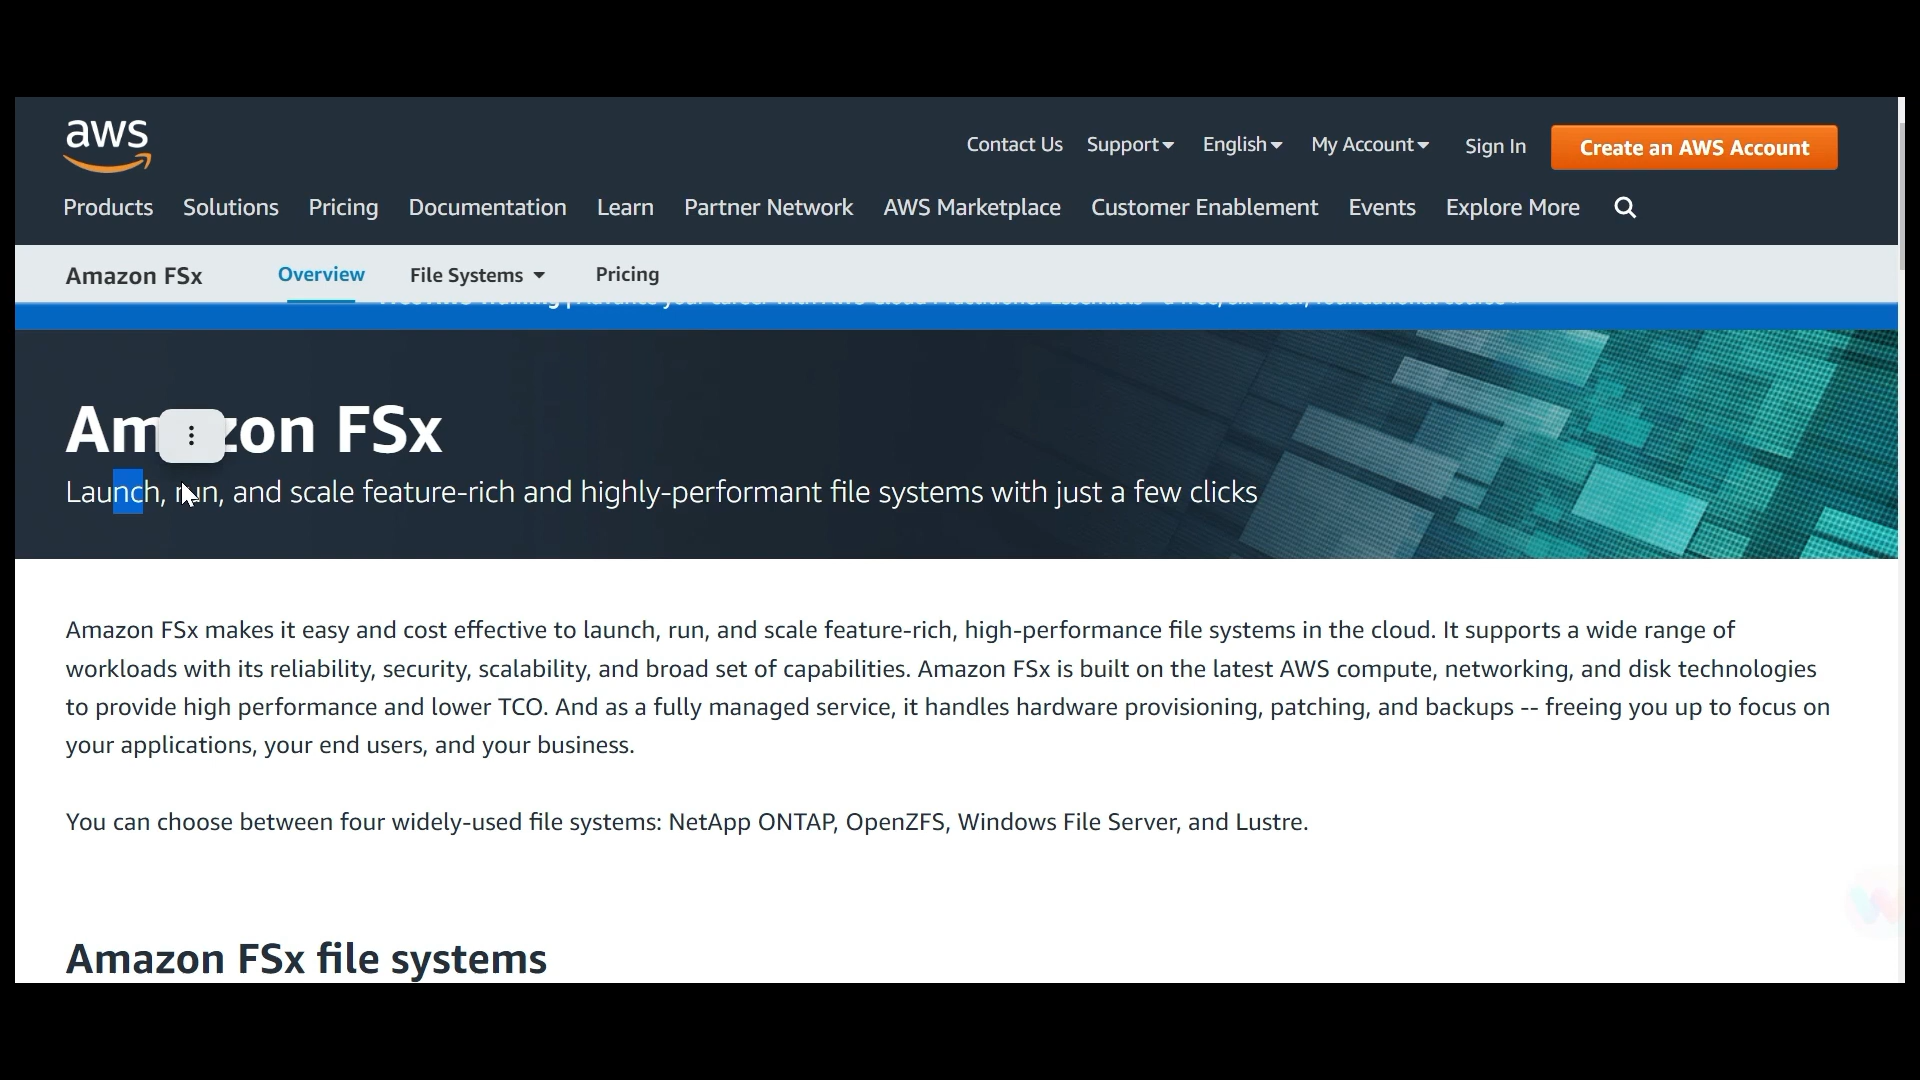 aws
Contact Us Support English My Account Sign In Create an AWS Account
Products Solutions Pricing Documentation Learn Partner Network AWS Marketplace Customer Enablement Events Explore More
Amazon FSx Overview File Systems Pricing
Amazon FSx
Launch, run, and scale feature-rich and highly-performant file systems with just a few clicks
Amazon FSx makes it easy and cost effective to launch, run, and scale feature-rich, high-performance file systems in the cloud. It supports a wide range of
workloads with its reliability, security, scalability, and broad set of capabilities. Amazon FSx is built on the latest AWS compute, networking, and disk technologies
to provide high performance and lower TCO. And as a fully managed service, it handles hardware provisioning, patching, and backups -- freeing you up to focus on
your applications, your end users, and your business.
You can choose between four widely-used file systems: NetApp ONTAP, OpenZFS, Windows File Server, and Lustre.
Amazon FSx file systems